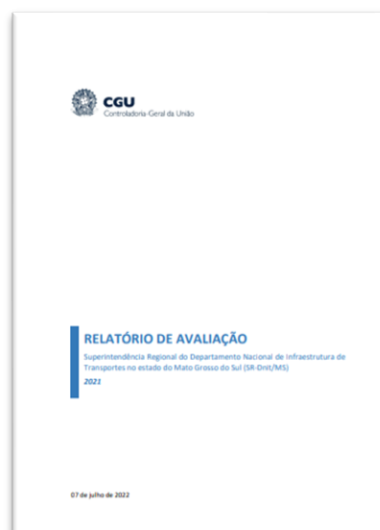 CGU
Controladoria-Geral da União
RELATÓRIO DE AVALIAÇÃO
Superintendência Regional do Departamento Nacional de Infraestrutura de
Transportes no estado do Mato Grosso do Sul (SR-Dnit/MS)
2021
07 de julho de 2022